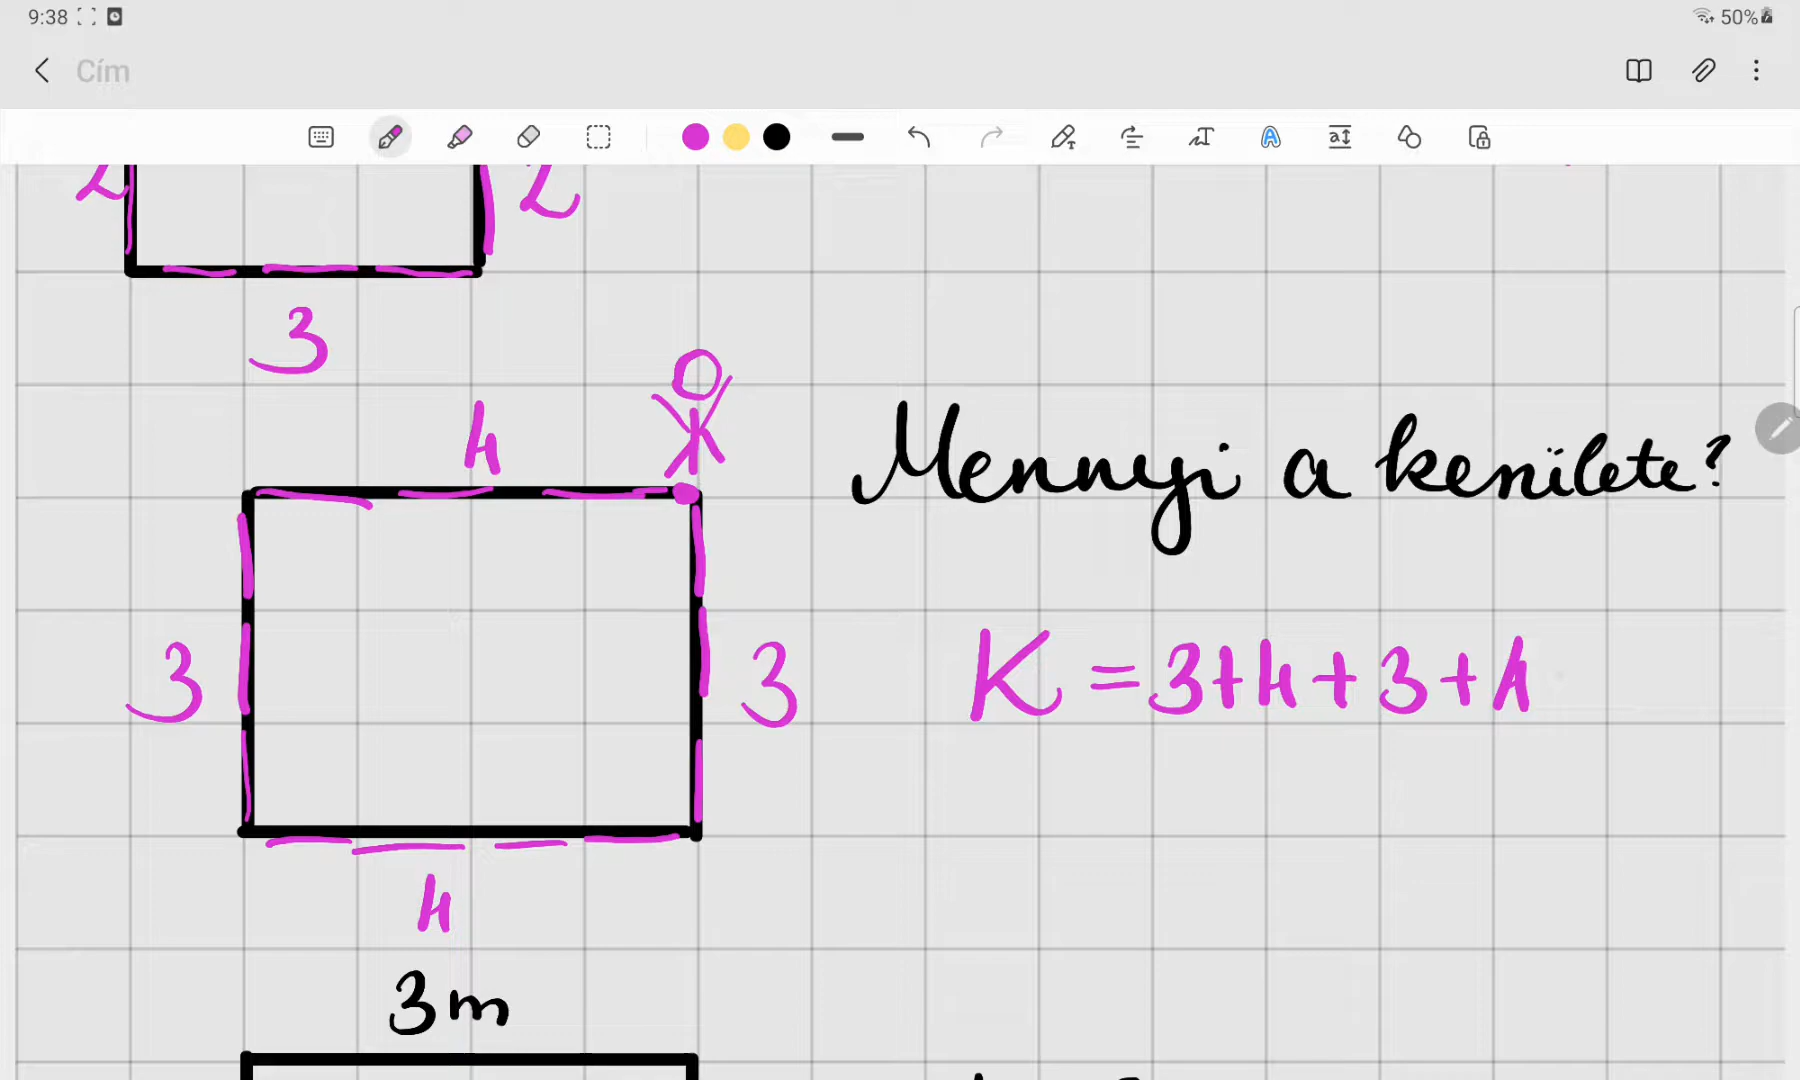 9:38
50%
Cím
2 2
3
4
Mennyi a kerülete?
3 3
K = 3+4+3+4
4
3m